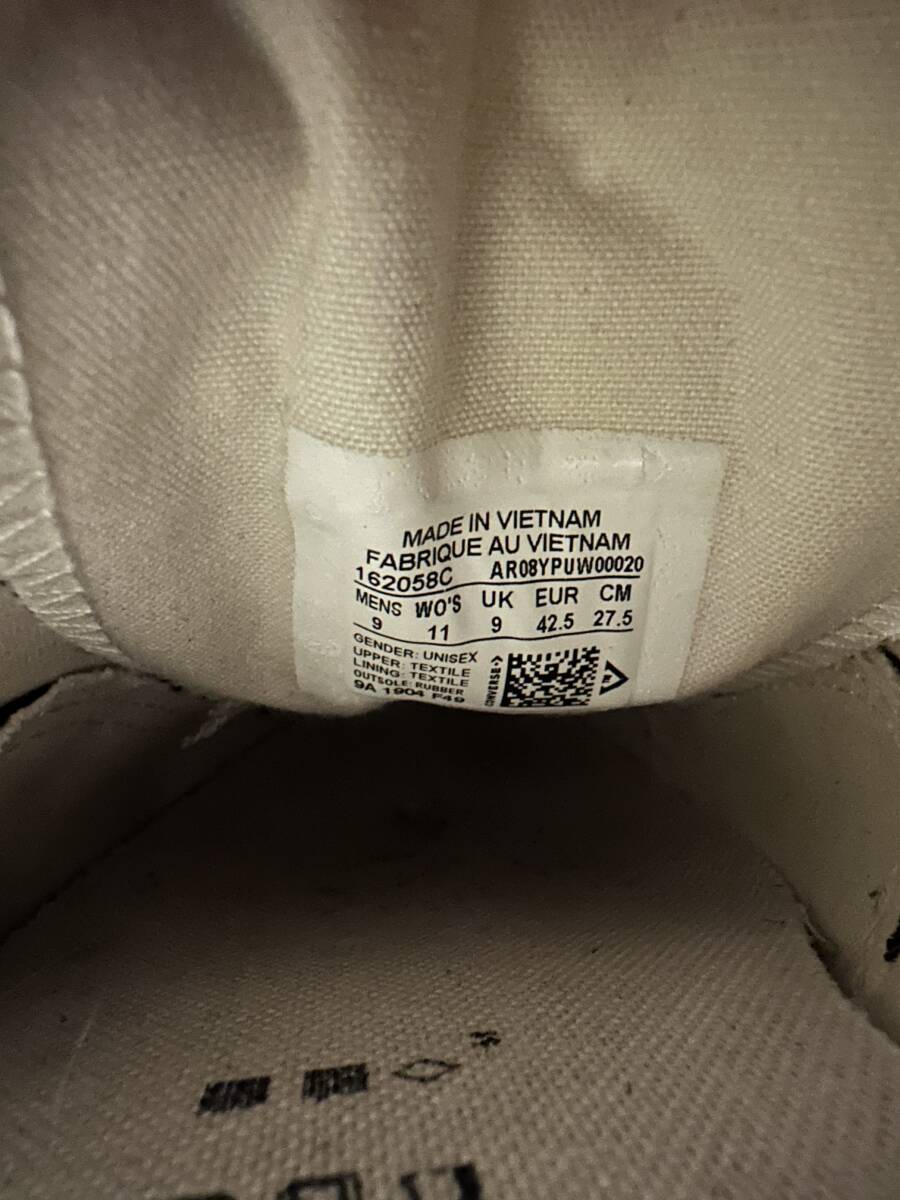 MADE IN VIETNAM
FABRIQUE AU VIETNAM
162058C AR08YPUW00020
MENS WO'S UK EUR CM
9 11 9 42.5 27.5
GENDER: UNISEX
UPPER: TEXTILE
LINING: TEXTILE
OUTSOLE: RUBBER
9A 1904 F49
CONVERSE